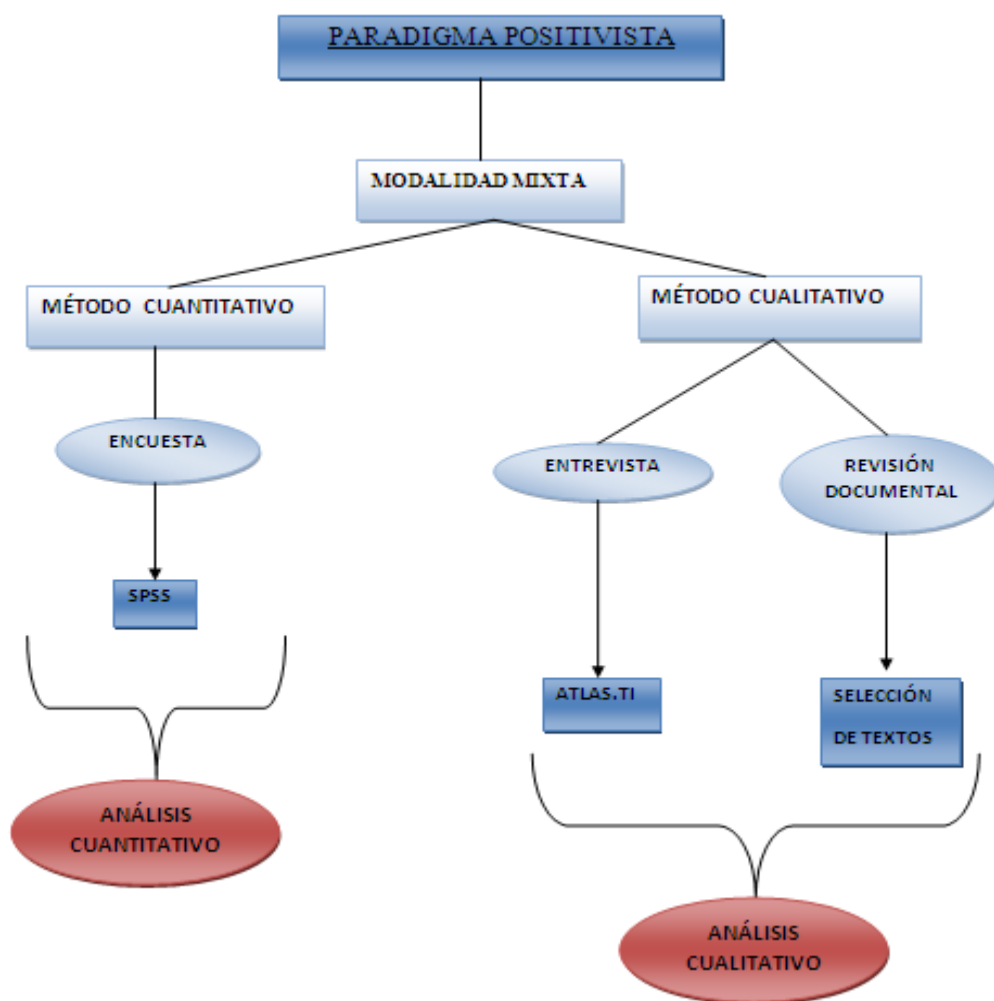 PARADIGMA POSITIVISTA
MODALIDAD MIXTA
MÉTODO CUANTITATIVO
MÉTODO CUALITATIVO
ENCUESTA
ENTREVISTA
REVISIÓN
DOCUMENTAL
SPSS
ATLAS.TI
SELECCIÓN
DE TEXTOS
ANÁLISIS
CUANTITATIVO
ANÁLISIS
CUALITATIVO